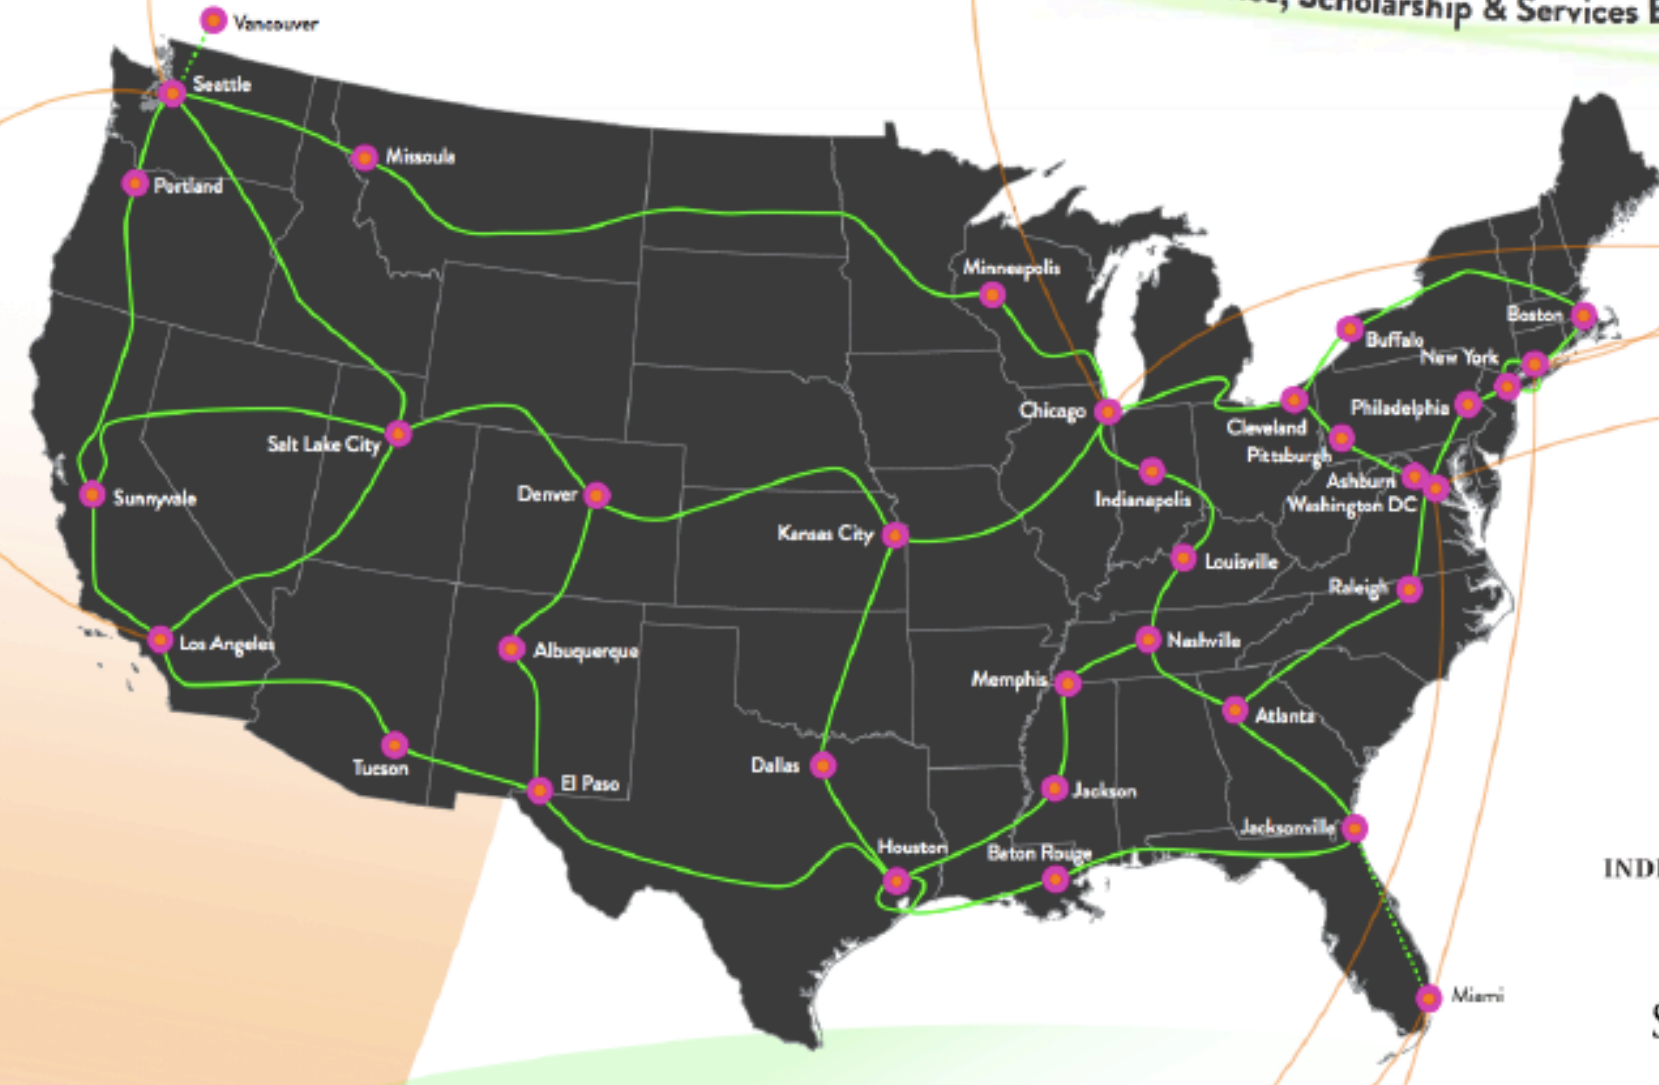 Scholarship & Services
Vancouver
Seattle
Missoula
Portland
Minneapolis
Boston
Buffalo
New York
Chicago
Philadelphia
Cleveland
Salt Lake City
Pittsburgh
Sunnyvale
Denver
Ashburn
Indianapolis
Washington DC
Kansas City
Louisville
Raleigh
Los Angeles
Albuquerque
Nashville
Memphis
Atlanta
Tucson
Dallas
El Paso
Jackson
Jacksonville
Houston
Baton Rouge
INDI
Miami
S